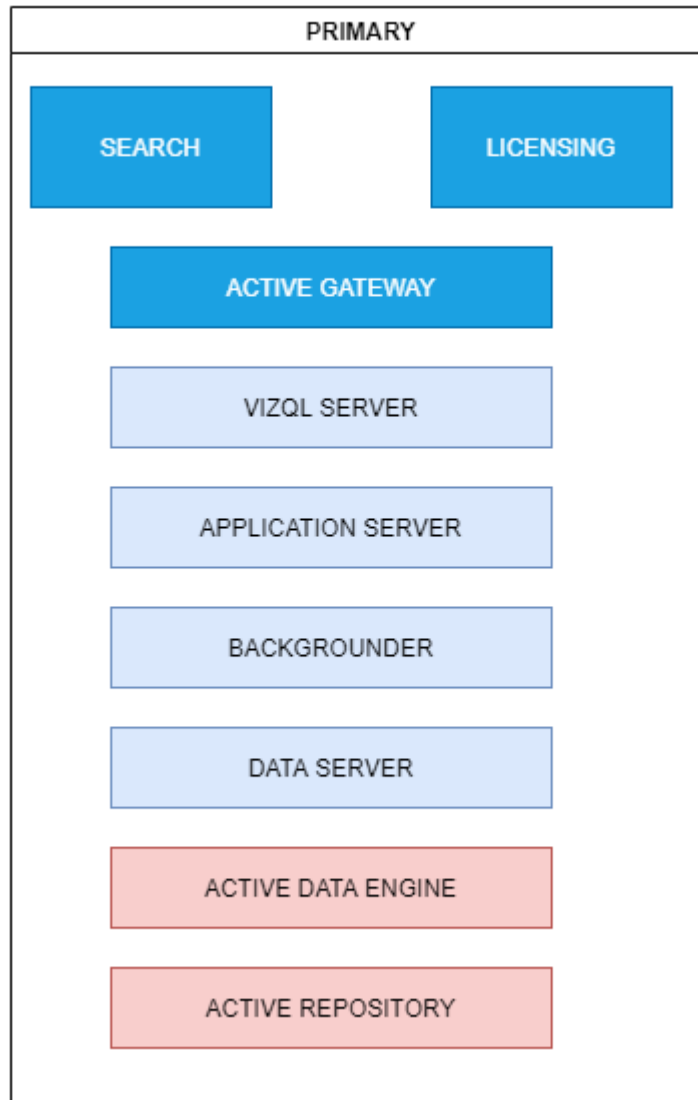 PRIMARY
SEARCH
LICENSING
ACTIVE GATEWAY
VIZQL SERVER
APPLICATION SERVER
BACKGROUNDER
DATA SERVER
ACTIVE DATA ENGINE
ACTIVE REPOSITORY